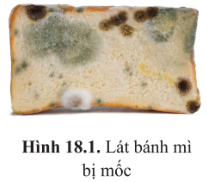 Hình 18.1. Lát bánh mì
bị mốc